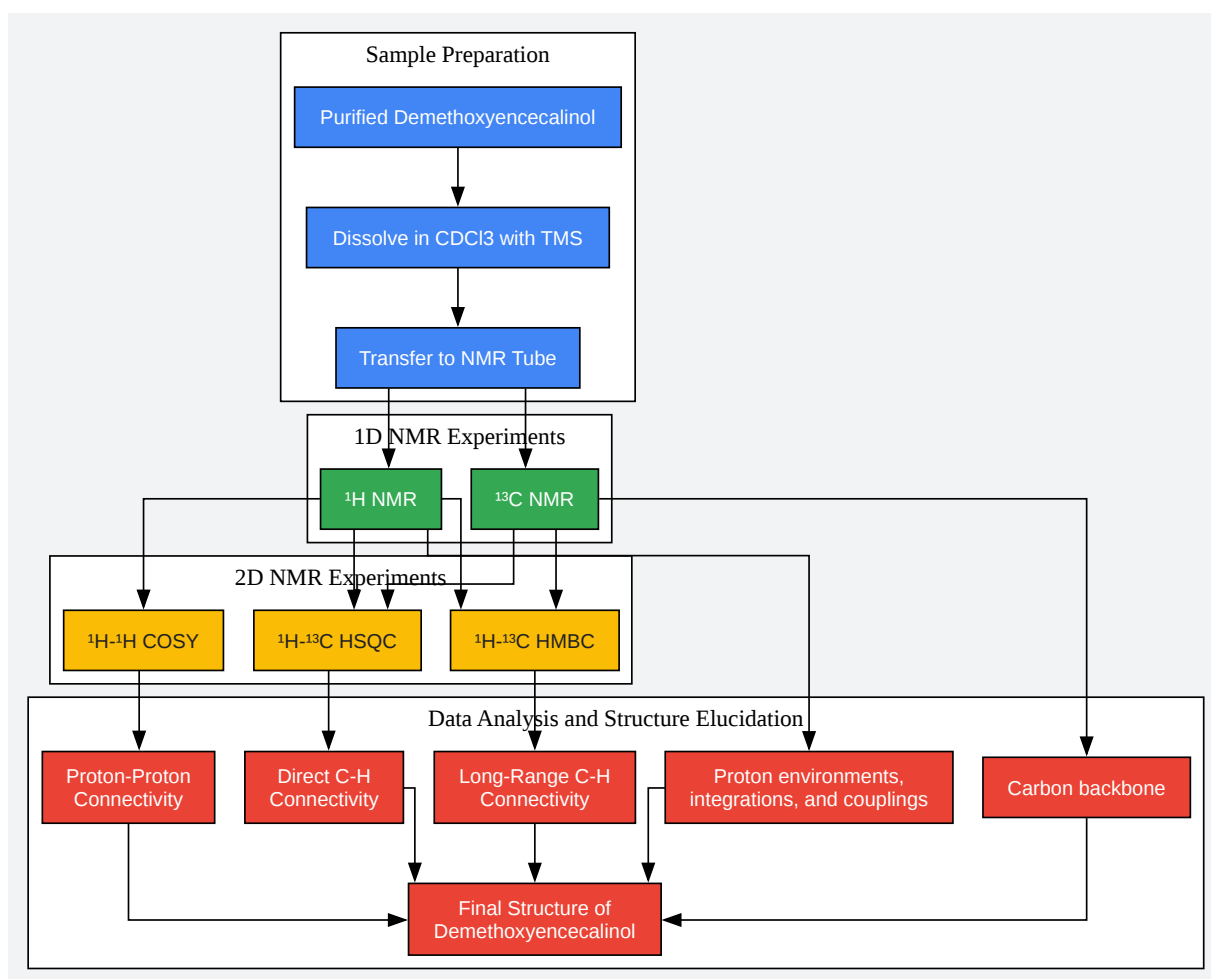 Sample Preparation
Purified Demethoxyencecalinol
Dissolve in CDCl3 with TMS
Transfer to NMR Tube
1D NMR Experiments
¹H NMR
¹³C NMR
2D NMR Experiments
¹H-¹H COSY
¹H-¹³C HSQC
¹H-¹³C HMBC
Data Analysis and Structure Elucidation
Proton-Proton
Connectivity
Direct C-H
Connectivity
Long-Range C-H
Connectivity
Proton environments,
integrations, and couplings
Carbon backbone
Final Structure of
Demethoxyencecalinol